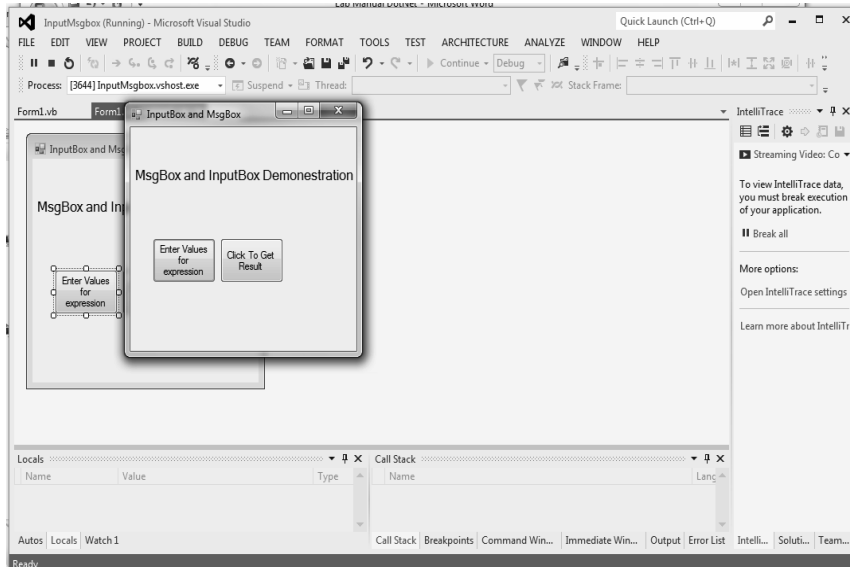 Lab Manual DotNet - Microsoft Word
InputMsgbox (Running) - Microsoft Visual Studio
Quick Launch (Ctrl+Q)
FILE EDIT VIEW PROJECT BUILD DEBUG TEAM FORMAT TOOLS TEST ARCHITECTURE ANALYZE WINDOW HELP
Continue Debug
Process: [3644] InputMsgbox.vshost.exe Suspend Thread: Stack Frame:
Form1.vb Form1.
InputBox and MsgBox
MsgBox and InputBox Demonestration
Enter Values
for
expression
Click To Get
Result
InputBox and Msg
MsgBox and Inp
Enter Values
for
expression
IntelliTrace
Streaming Video: Co
To view IntelliTrace data,
you must break execution
of your application.
Break all
More options:
Open IntelliTrace settings
Learn more about IntelliTr
Locals
Name Value Type
Call Stack
Name Lang
Autos Locals Watch 1
Call Stack Breakpoints Command Win... Immediate Win... Output Error List
Intelli... Soluti... Team...
Ready